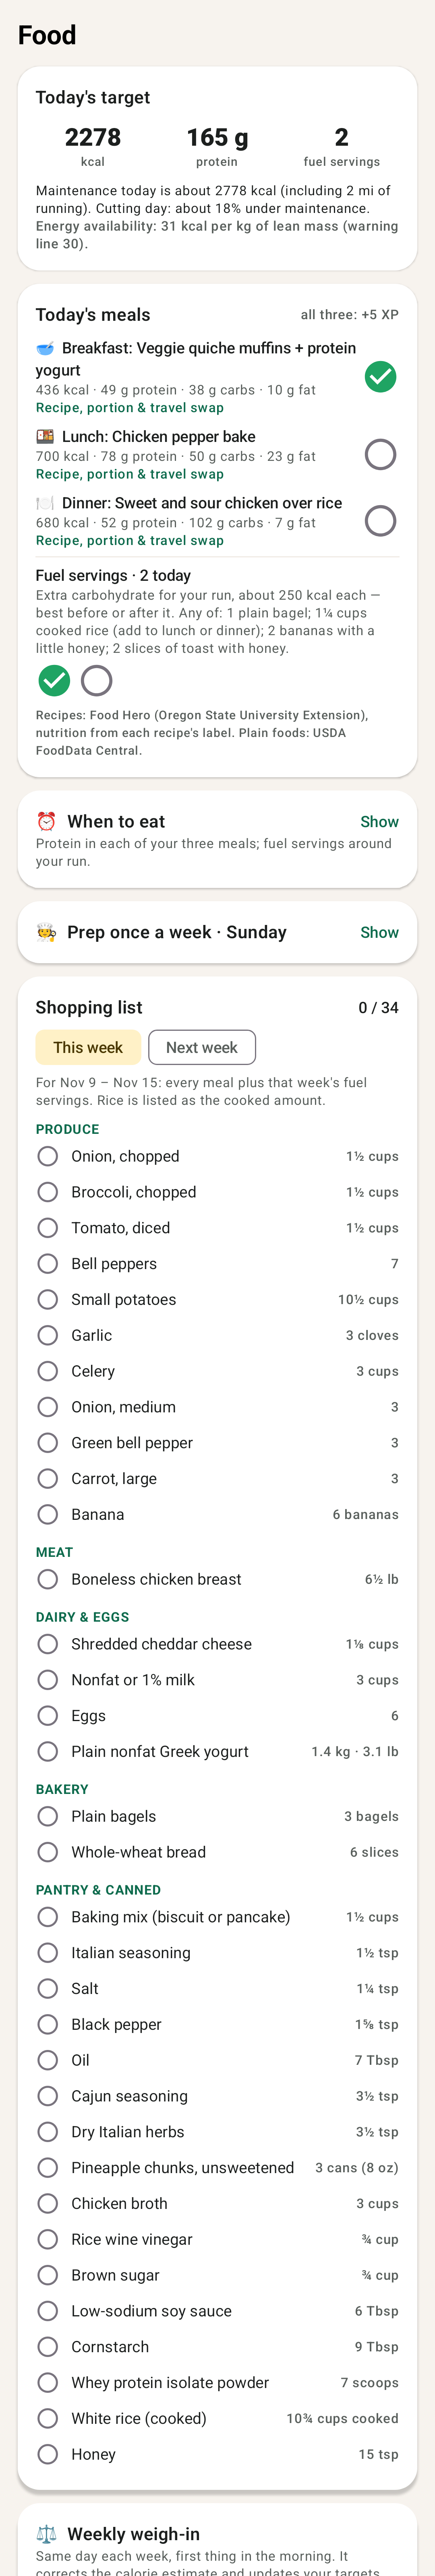 Food
Today's target
2278 165 g 2
kcal protein fuel servings
Maintenance today is about 2778 kcal (including 2 mi of
running). Cutting day: about 18% under maintenance.
Energy availability: 31 kcal per kg of lean mass (warning
line 30).
Today's meals all three: +5 XP
Breakfast: Veggie quiche muffins + protein
yogurt
436 kcal · 49 g protein · 38 g carbs · 10 g fat
Recipe, portion & travel swap
Lunch: Chicken pepper bake
700 kcal · 78 g protein · 50 g carbs · 23 g fat
Recipe, portion & travel swap
Dinner: Sweet and sour chicken over rice
680 kcal · 52 g protein · 102 g carbs · 7 g fat
Recipe, portion & travel swap
Fuel servings · 2 today
Extra carbohydrate for your run, about 250 kcal each —
best before or after it. Any of: 1 plain bagel; 1¼ cups
cooked rice (add to lunch or dinner); 2 bananas with a
little honey; 2 slices of toast with honey.
Recipes: Food Hero (Oregon State University Extension),
nutrition from each recipe's label. Plain foods: USDA
FoodData Central.
When to eat Show
Protein in each of your three meals; fuel servings around
your run.
Prep once a week · Sunday Show
Shopping list 0 / 34
This week Next week
For Nov 9 – Nov 15: every meal plus that week's fuel
servings. Rice is listed as the cooked amount.
PRODUCE
Onion, chopped 1½ cups
Broccoli, chopped 1½ cups
Tomato, diced 1½ cups
Bell peppers 7
Small potatoes 10½ cups
Garlic 3 cloves
Celery 3 cups
Onion, medium 3
Green bell pepper 3
Carrot, large 3
Banana 6 bananas
MEAT
Boneless chicken breast 6½ lb
DAIRY & EGGS
Shredded cheddar cheese 1⅛ cups
Nonfat or 1% milk 3 cups
Eggs 6
Plain nonfat Greek yogurt 1.4 kg · 3.1 lb
BAKERY
Plain bagels 3 bagels
Whole-wheat bread 6 slices
PANTRY & CANNED
Baking mix (biscuit or pancake) 1½ cups
Italian seasoning 1½ tsp
Salt 1¼ tsp
Black pepper 1⅝ tsp
Oil 7 Tbsp
Cajun seasoning 3½ tsp
Dry Italian herbs 3½ tsp
Pineapple chunks, unsweetened 3 cans (8 oz)
Chicken broth 3 cups
Rice wine vinegar ¾ cup
Brown sugar ¾ cup
Low-sodium soy sauce 6 Tbsp
Cornstarch 9 Tbsp
Whey protein isolate powder 7 scoops
White rice (cooked) 10¾ cups cooked
Honey 15 tsp
Weekly weigh-in
Same day each week, first thing in the morning. It
corrects the calorie estimate and updates your targets